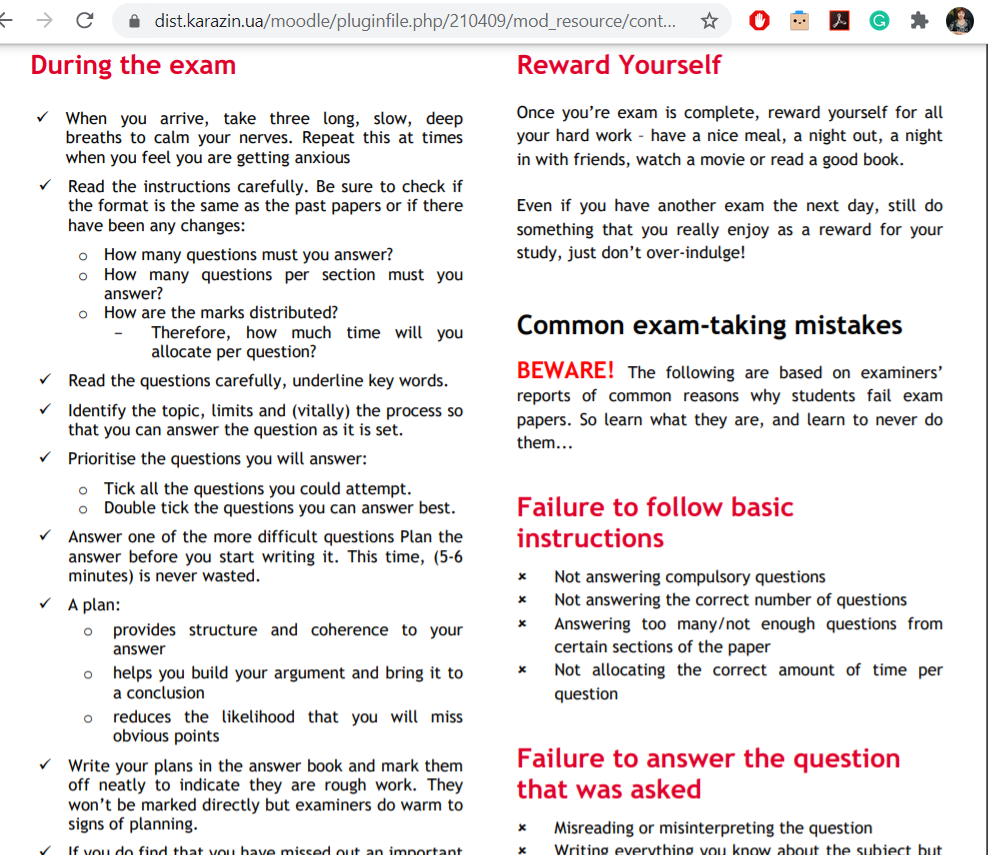 dist.karazin.ua/moodle/pluginfile.php/210409/mod_resource/cont...
During the exam
✓ When you arrive, take three long, slow, deep
breaths to calm your nerves. Repeat this at times
when you feel you are getting anxious
✓ Read the instructions carefully. Be sure to check if
the format is the same as the past papers or if there
have been any changes:
o How many questions must you answer?
o How many questions per section must you
answer?
o How are the marks distributed?
– Therefore, how much time will you
allocate per question?
✓ Read the questions carefully, underline key words.
✓ Identify the topic, limits and (vitally) the process so
that you can answer the question as it is set.
✓ Prioritise the questions you will answer:
o Tick all the questions you could attempt.
o Double tick the questions you can answer best.
✓ Answer one of the more difficult questions Plan the
answer before you start writing it. This time, (5-6
minutes) is never wasted.
✓ A plan:
o provides structure and coherence to your
answer
o helps you build your argument and bring it to
a conclusion
o reduces the likelihood that you will miss
obvious points
✓ Write your plans in the answer book and mark them
off neatly to indicate they are rough work. They
won't be marked directly but examiners do warm to
signs of planning.
✓ If you do find that you have missed out an important
Reward Yourself
Once you're exam is complete, reward yourself for all
your hard work – have a nice meal, a night out, a night
in with friends, watch a movie or read a good book.
Even if you have another exam the next day, still do
something that you really enjoy as a reward for your
study, just don't over-indulge!
Common exam-taking mistakes
BEWARE! The following are based on examiners'
reports of common reasons why students fail exam
papers. So learn what they are, and learn to never do
them...
Failure to follow basic
instructions
× Not answering compulsory questions
× Not answering the correct number of questions
× Answering too many/not enough questions from
certain sections of the paper
× Not allocating the correct amount of time per
question
Failure to answer the question
that was asked
× Misreading or misinterpreting the question
× Writing everything you know about the subject but